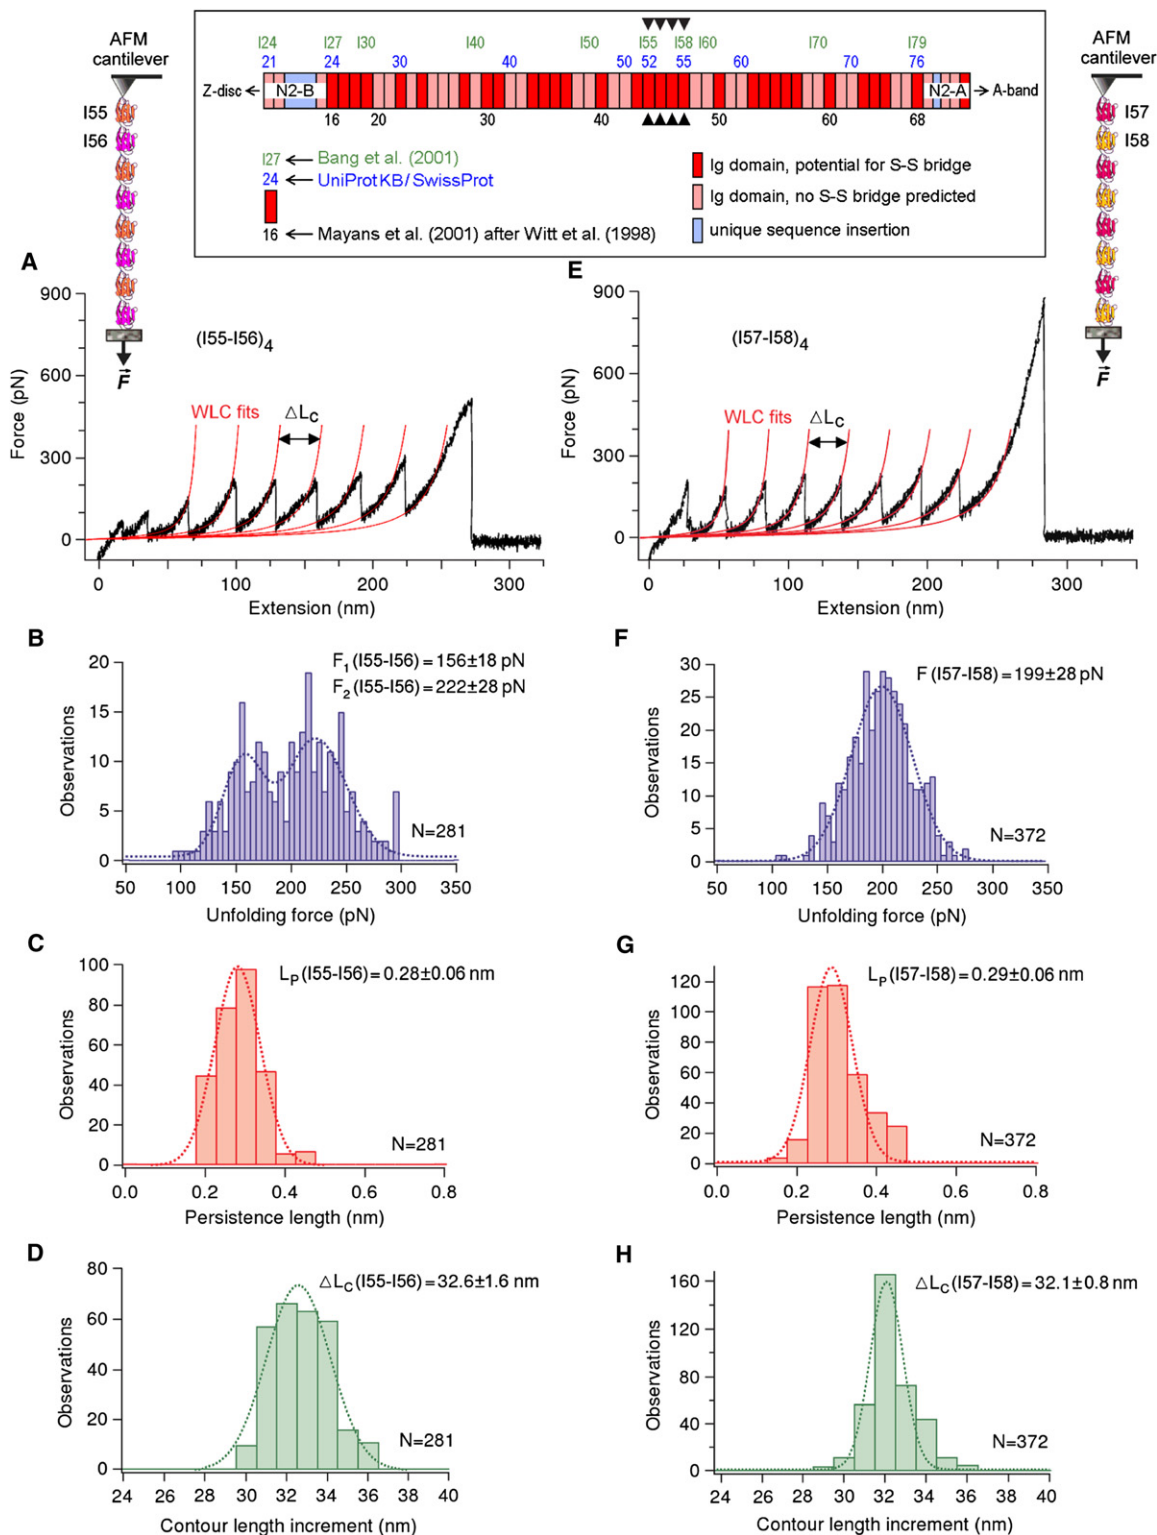 AFM
cantilever
I55
I56
F
I24 I27 I30 I40 I50 I55 I58 I60 I70 I79
21 24 30 40 50 52 55 60 70 76
Z-disc N2-B N2-A A-band
16 20 30 40 50 60 68
I27 Bang et al. (2001)
24 UniProtKB/SwissProt
16 Mayans et al. (2001) after Witt et al. (1998)
Ig domain, potential for S-S bridge
Ig domain, no S-S bridge predicted
unique sequence insertion
AFM
cantilever
I57
I58
F
A
(I55-I56)4
WLC fits
△LC
Force (pN)
900
600
300
0
0 100 200 300
Extension (nm)
E
(I57-I58)4
WLC fits
△LC
Force (pN)
900
600
300
0
0 100 200 300
Extension (nm)
B
F1(I55-I56)=156±18 pN
F2(I55-I56)=222±28 pN
N=281
Observations
20
15
10
5
0
50 100 150 200 250 300 350
Unfolding force (pN)
F
F(I57-I58)=199±28 pN
N=372
Observations
30
25
20
15
10
5
0
50 100 150 200 250 300 350
Unfolding force (pN)
C
LP(I55-I56)=0.28±0.06 nm
N=281
Observations
100
80
60
40
20
0
0.0 0.2 0.4 0.6 0.8
Persistence length (nm)
G
LP(I57-I58)=0.29±0.06 nm
N=372
Observations
120
100
80
60
40
20
0
0.0 0.2 0.4 0.6 0.8
Persistence length (nm)
D
△LC(I55-I56)=32.6±1.6 nm
N=281
Observations
80
60
40
20
0
24 26 28 30 32 34 36 38 40
Contour length increment (nm)
H
△LC(I57-I58)=32.1±0.8 nm
N=372
Observations
160
120
80
40
0
24 26 28 30 32 34 36 38 40
Contour length increment (nm)